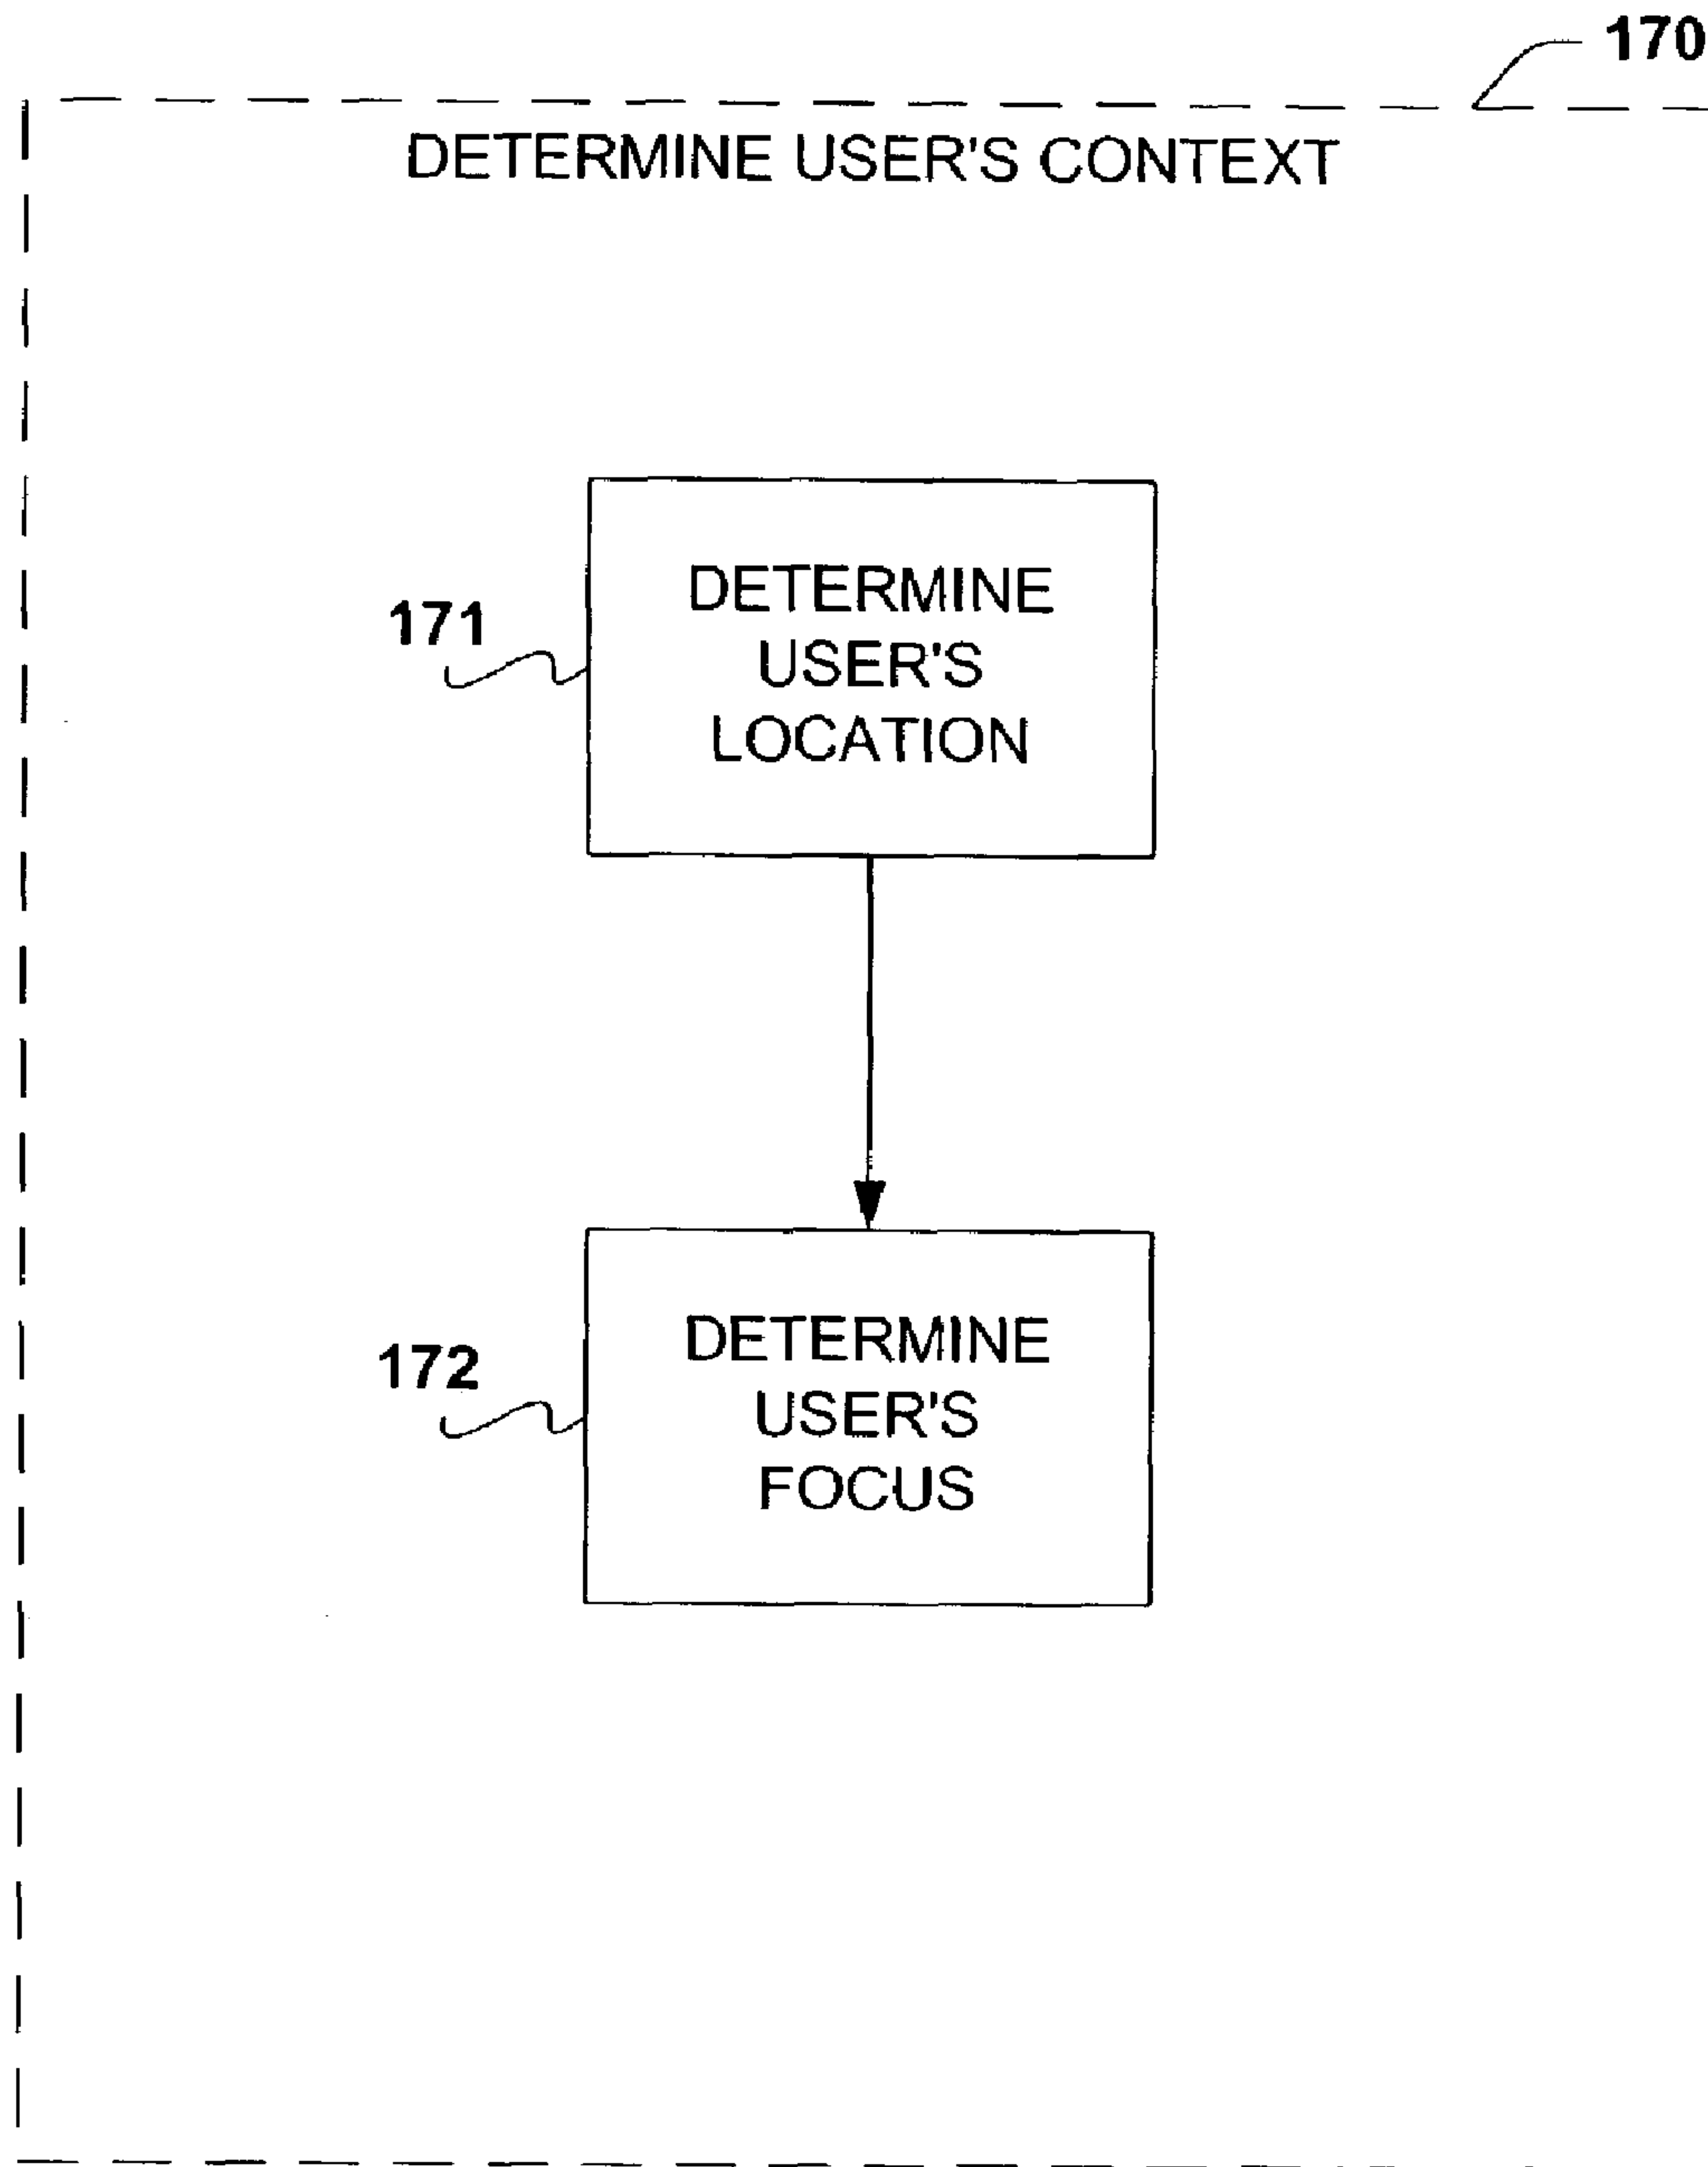 170
DETERMINE USER'S CONTEXT
171
DETERMINE
USER'S
LOCATION
172
DETERMINE
USER'S
FOCUS